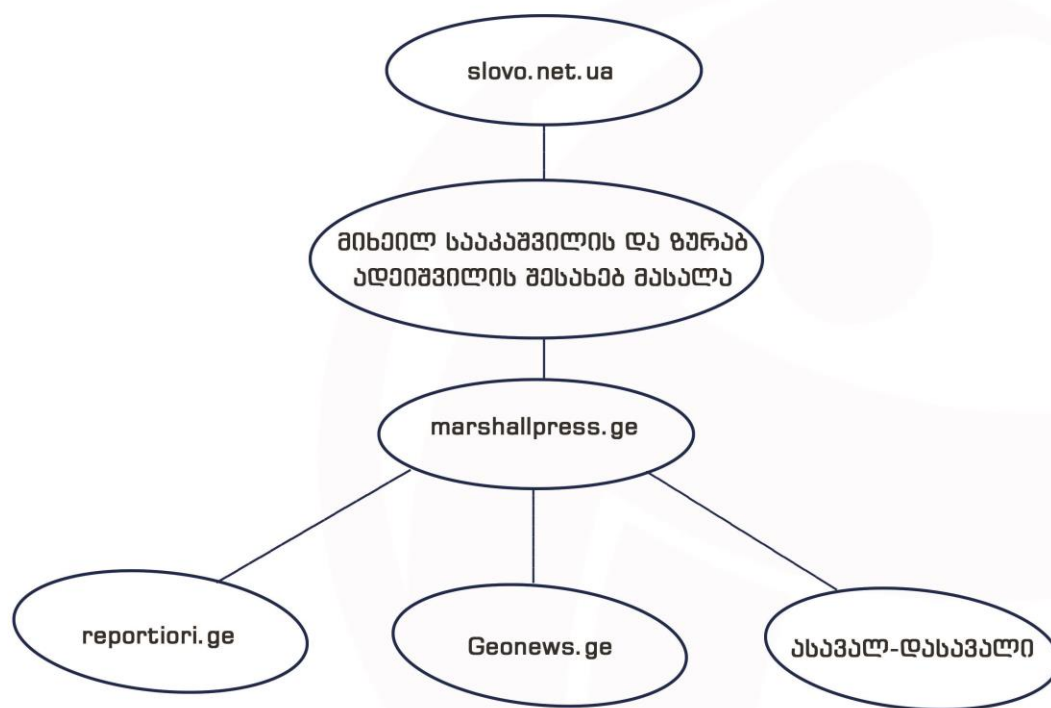 slovo.net.ua
მიხეილ სააკაშვილის და ზურაბ
ადეიშვილის შესახებ მასალა
marshallpress.ge
reportiori.ge
Geonews.ge
ასავალ-დასავალი